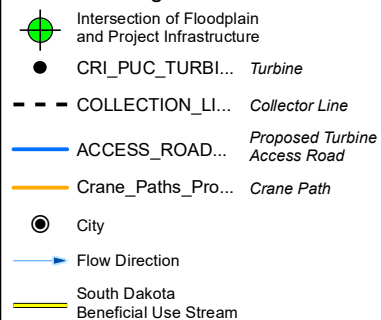 Intersection of Floodplain
and Project Infrastructure
CRI_PUC_TURBI... Turbine
COLLECTION_LI... Collector Line
ACCESS_ROAD... Proposed Turbine
Access Road
Crane_Paths_Pro... Crane Path
City
Flow Direction
South Dakota
Beneficial Use Stream